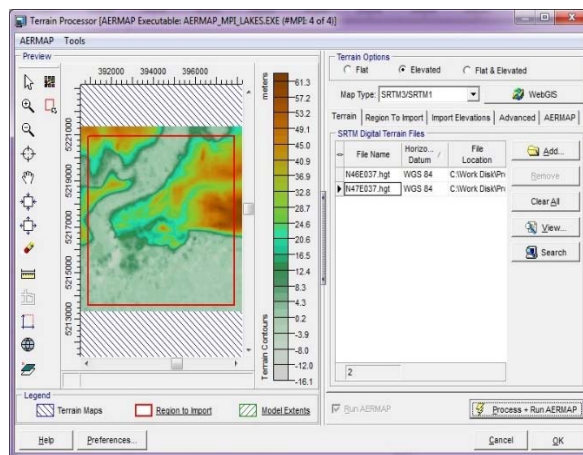 Terrain Processor [AERMAP Executable: AERMAP_MPI_LAKES.EXE (#MPI: 4 of 4)]
AERMAP Tools
Preview
392000 394000 396000
5221000
5219000
5217000
5215000
5213000
meters
61.3
57.2
53.2
49.1
45.0
40.9
36.9
32.8
28.7
24.6
20.6
16.5
12.4
8.3
4.3
0.2
-3.9
-8.0
-12.0
-16.1
Terrain Contours
Legend
Terrain Maps Region to Import Model Extents
Help Preferences...
Terrain Options
Flat Elevated Flat & Elevated
Map Type: SRTM3/SRTM1 WebGIS
Terrain Region To Import Import Elevations Advanced AERMAP
SRTM Digital Terrain Files
File Name Horizo... Datum / File Location
N46E037.hgt WGS 84 C:\Work Disk\Pr
N47E037.hgt WGS 84 C:\Work Disk\Pr
2
Add...
Remove
Clear All
View...
Search
Run AERMAP Process + Run AERMAP
Cancel OK